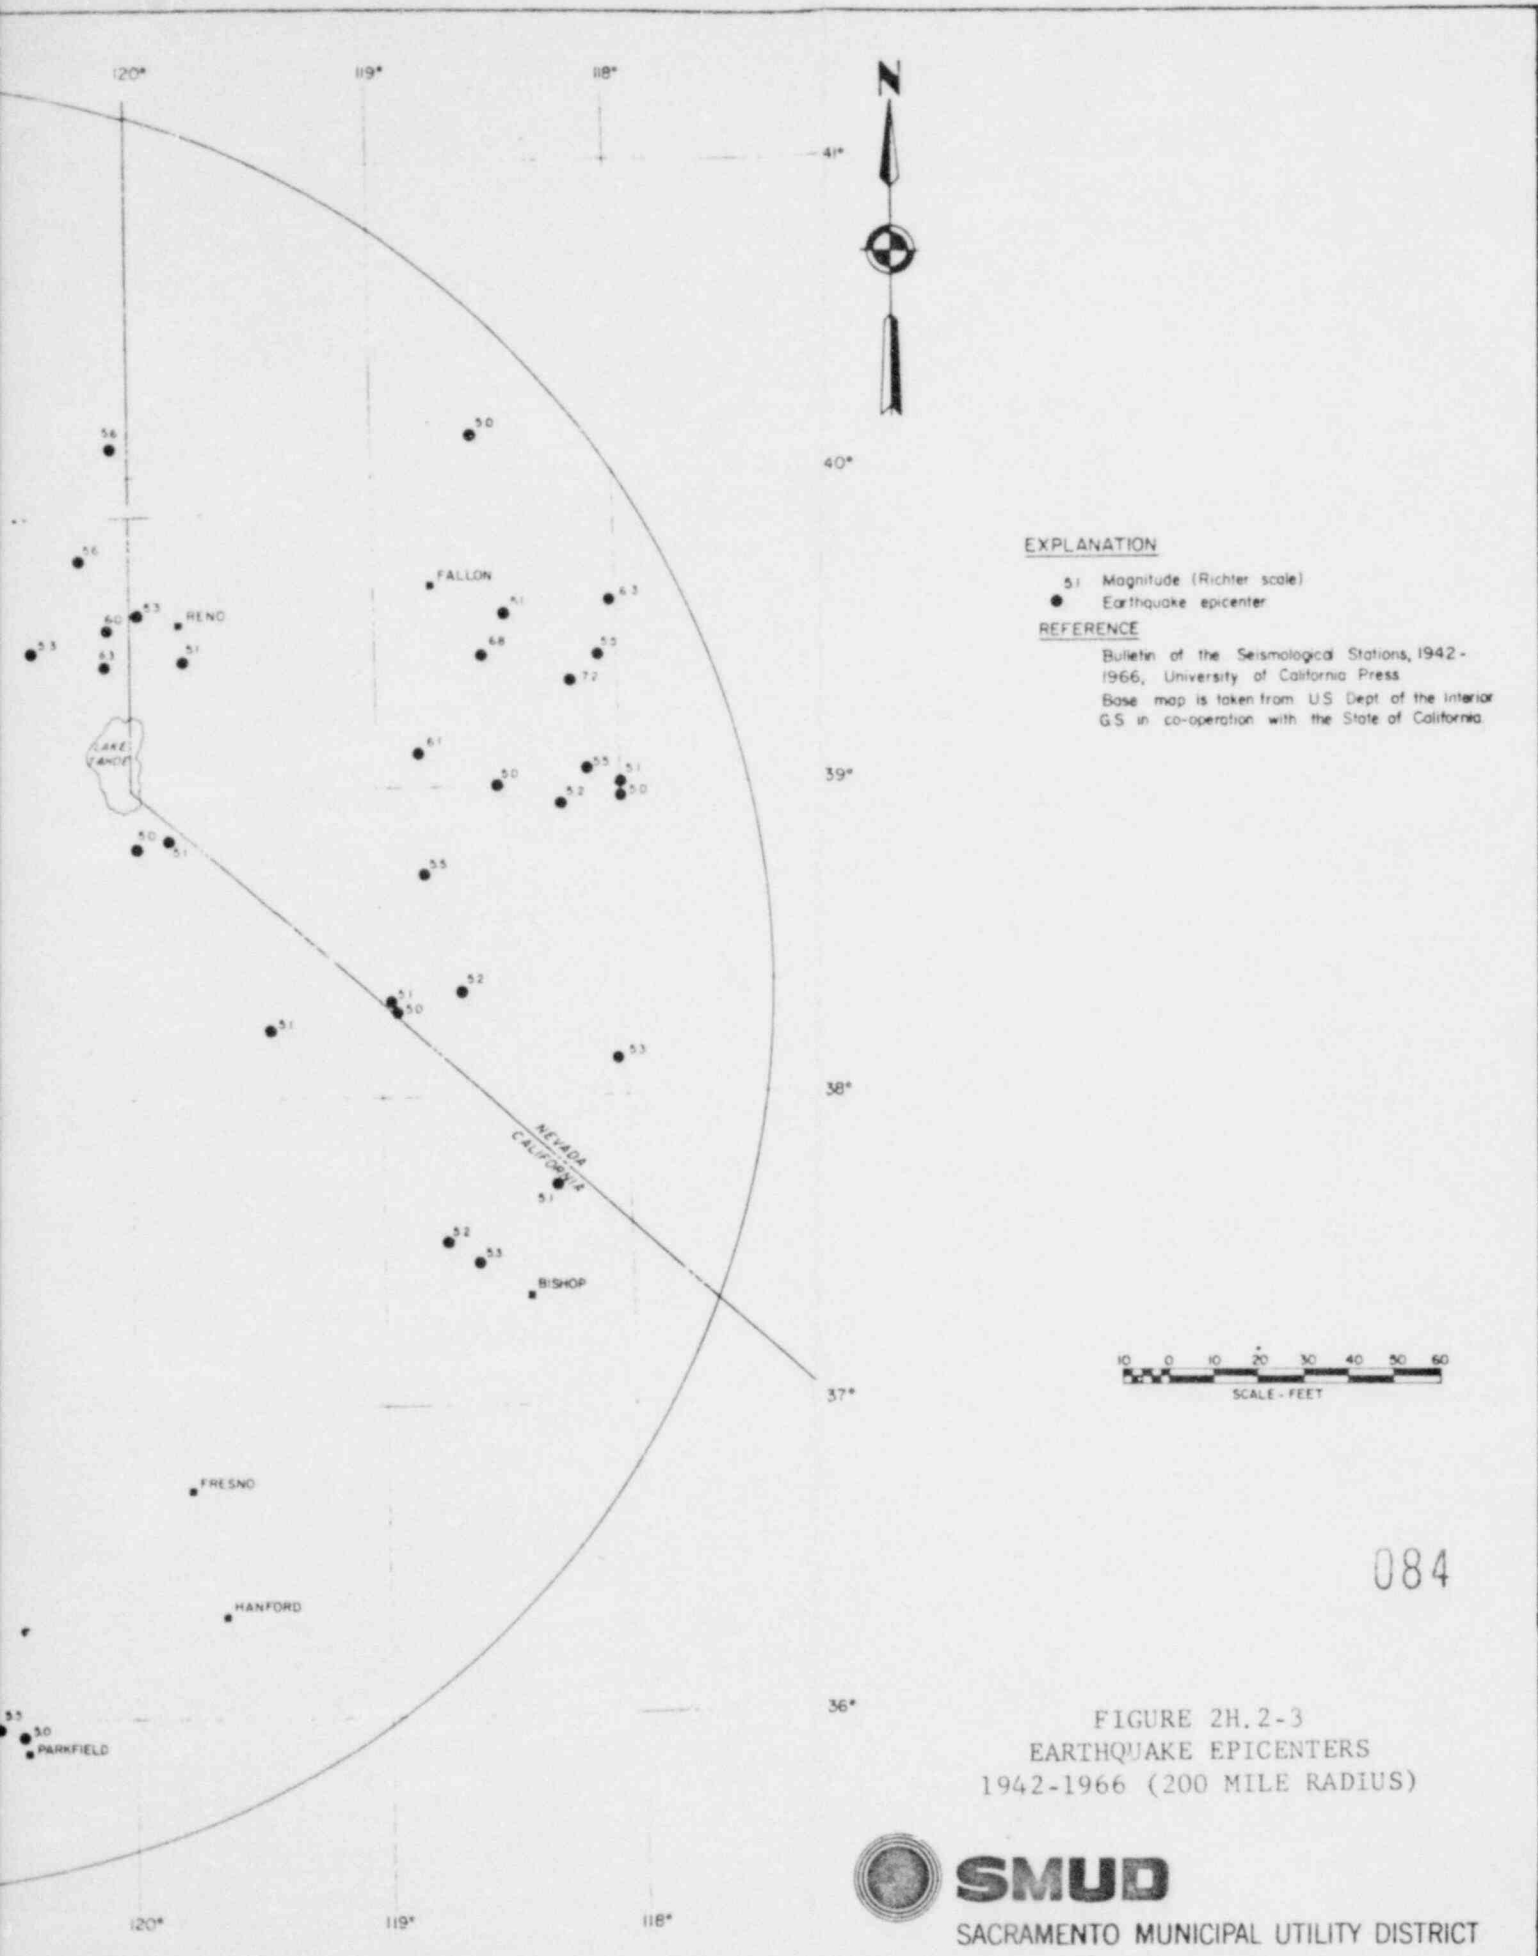 120° 119° 118°
N
41°
5.6
5.0
40°
5.6
FALLON
EXPLANATION
5.1 Magnitude (Richter scale)
Earthquake epicenter
REFERENCE
Bulletin of the Seismological Stations, 1942-
1966, University of California Press
Base map is taken from U.S Dept of the Interior
G.S in co-operation with the State of California.
5.3
RENO
6.0
5.1
6.3
5.3
6.3
5.1
6.8
5.5
7.2
LAKE
TAHOE
6.1
5.0
5.5
5.1
5.0
5.2
39°
5.0
5.1
5.5
5.1
5.0
5.2
5.1
5.3
38°
NEVADA
CALIFORNIA
5.1
5.2
5.3
BISHOP
10 0 10 20 30 40 50 60
SCALE - FEET
37°
FRESNO
084
HANFORD
36°
5.0
PARKFIELD
FIGURE 2H.2-3
EARTHQUAKE EPICENTERS
1942-1966 (200 MILE RADIUS)
SMUD
SACRAMENTO MUNICIPAL UTILITY DISTRICT
120° 119° 118°